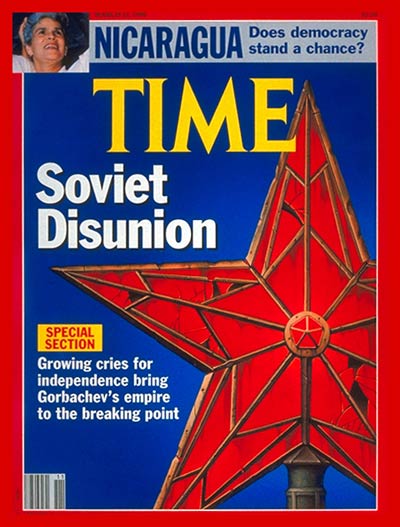 NICARAGUA
Does democracy
stand a chance?
TIME
Soviet
Disunion
SPECIAL
SECTION
Growing cries for
independence bring
Gorbachev's empire
to the breaking point
11